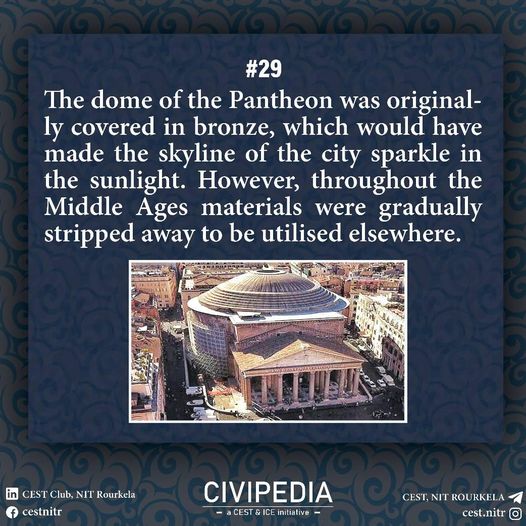 #29
The dome of the Pantheon was original-
ly covered in bronze, which would have
made the skyline of the city sparkle in
the sunlight. However, throughout the
Middle Ages materials were gradually
stripped away to be utilised elsewhere.
CEST Club, NIT Rourkela
cestnitr
CIVIPEDIA
– a CEST & ICE initiative –
CEST, NIT ROURKELA
cest.nitr